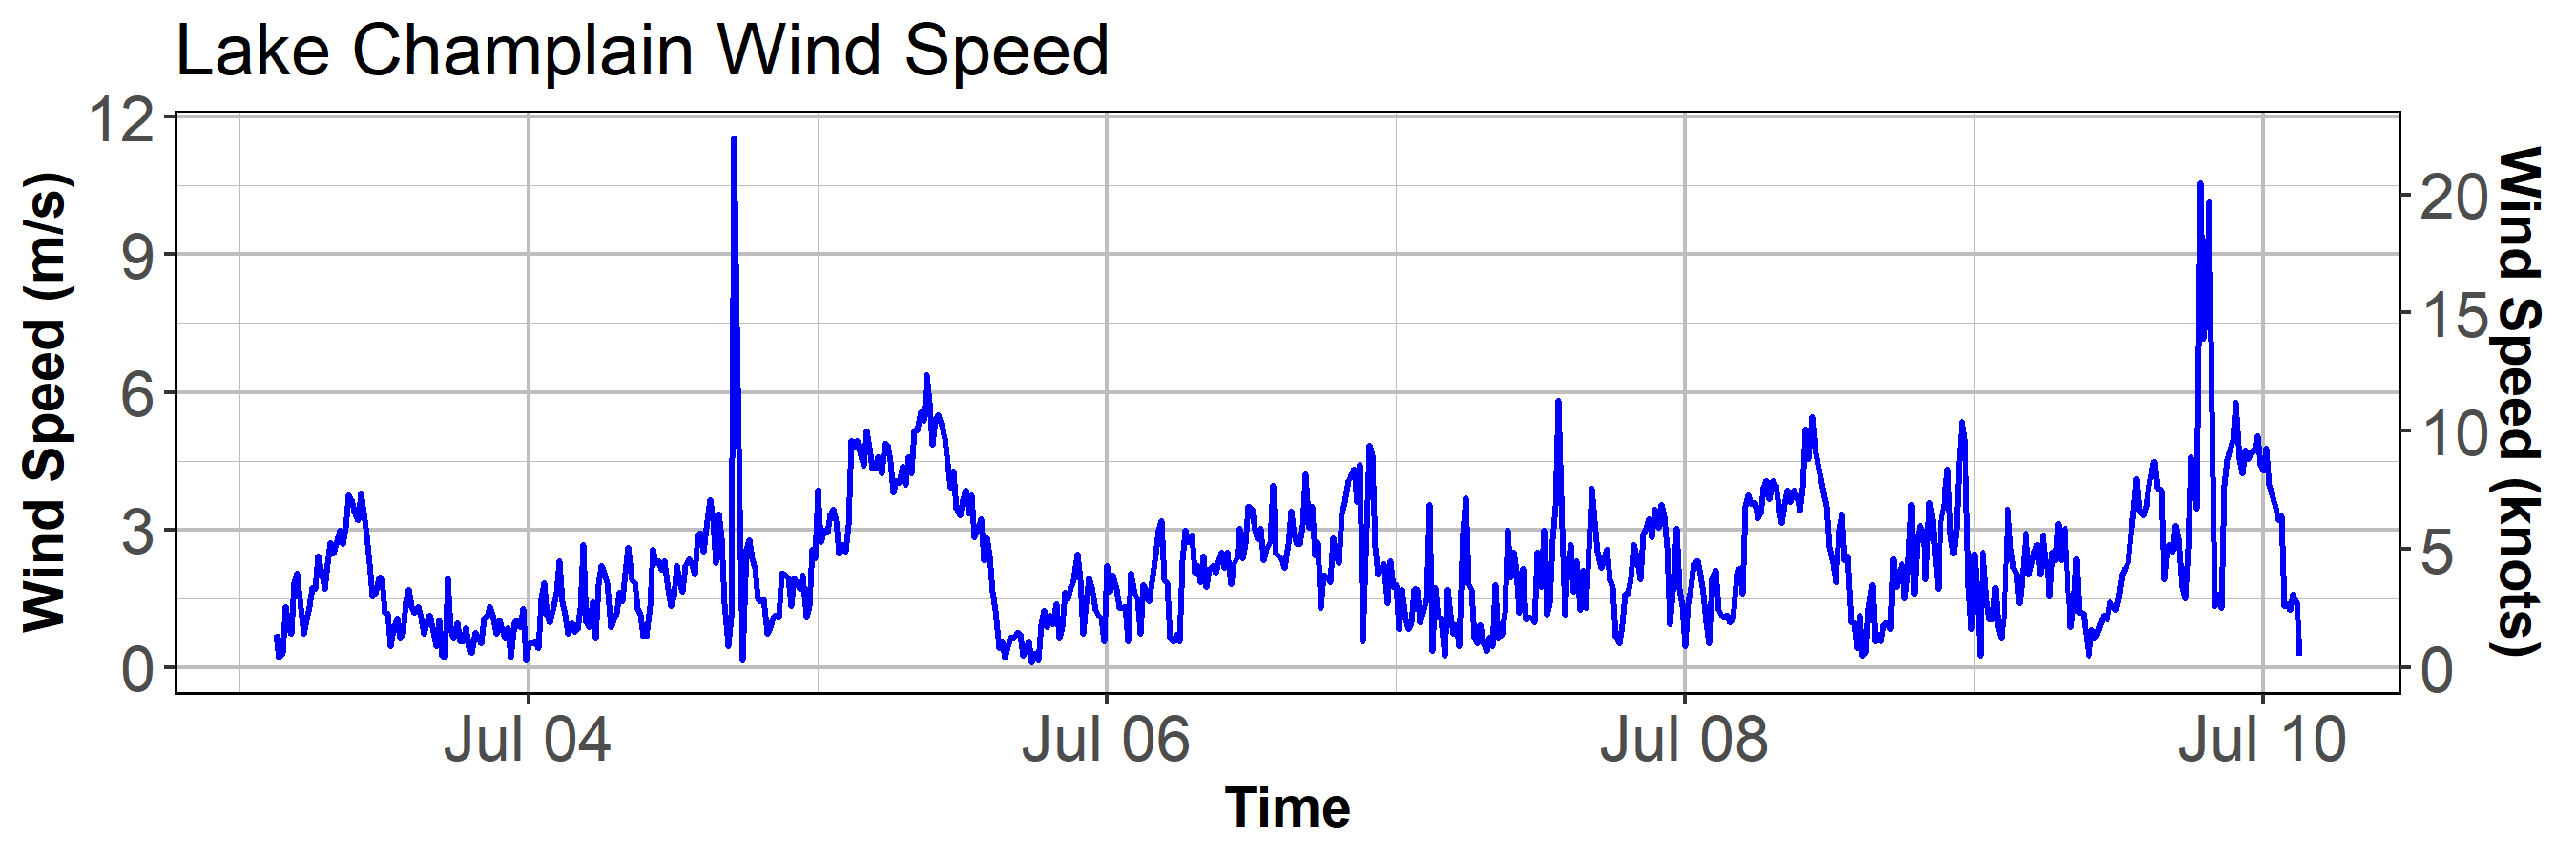 Lake Champlain Wind Speed
12
9
6
3
0
Wind Speed (m/s)
20
15
10
5
0
Wind Speed (knots)
Jul 04
Jul 06
Jul 08
Jul 10
Time